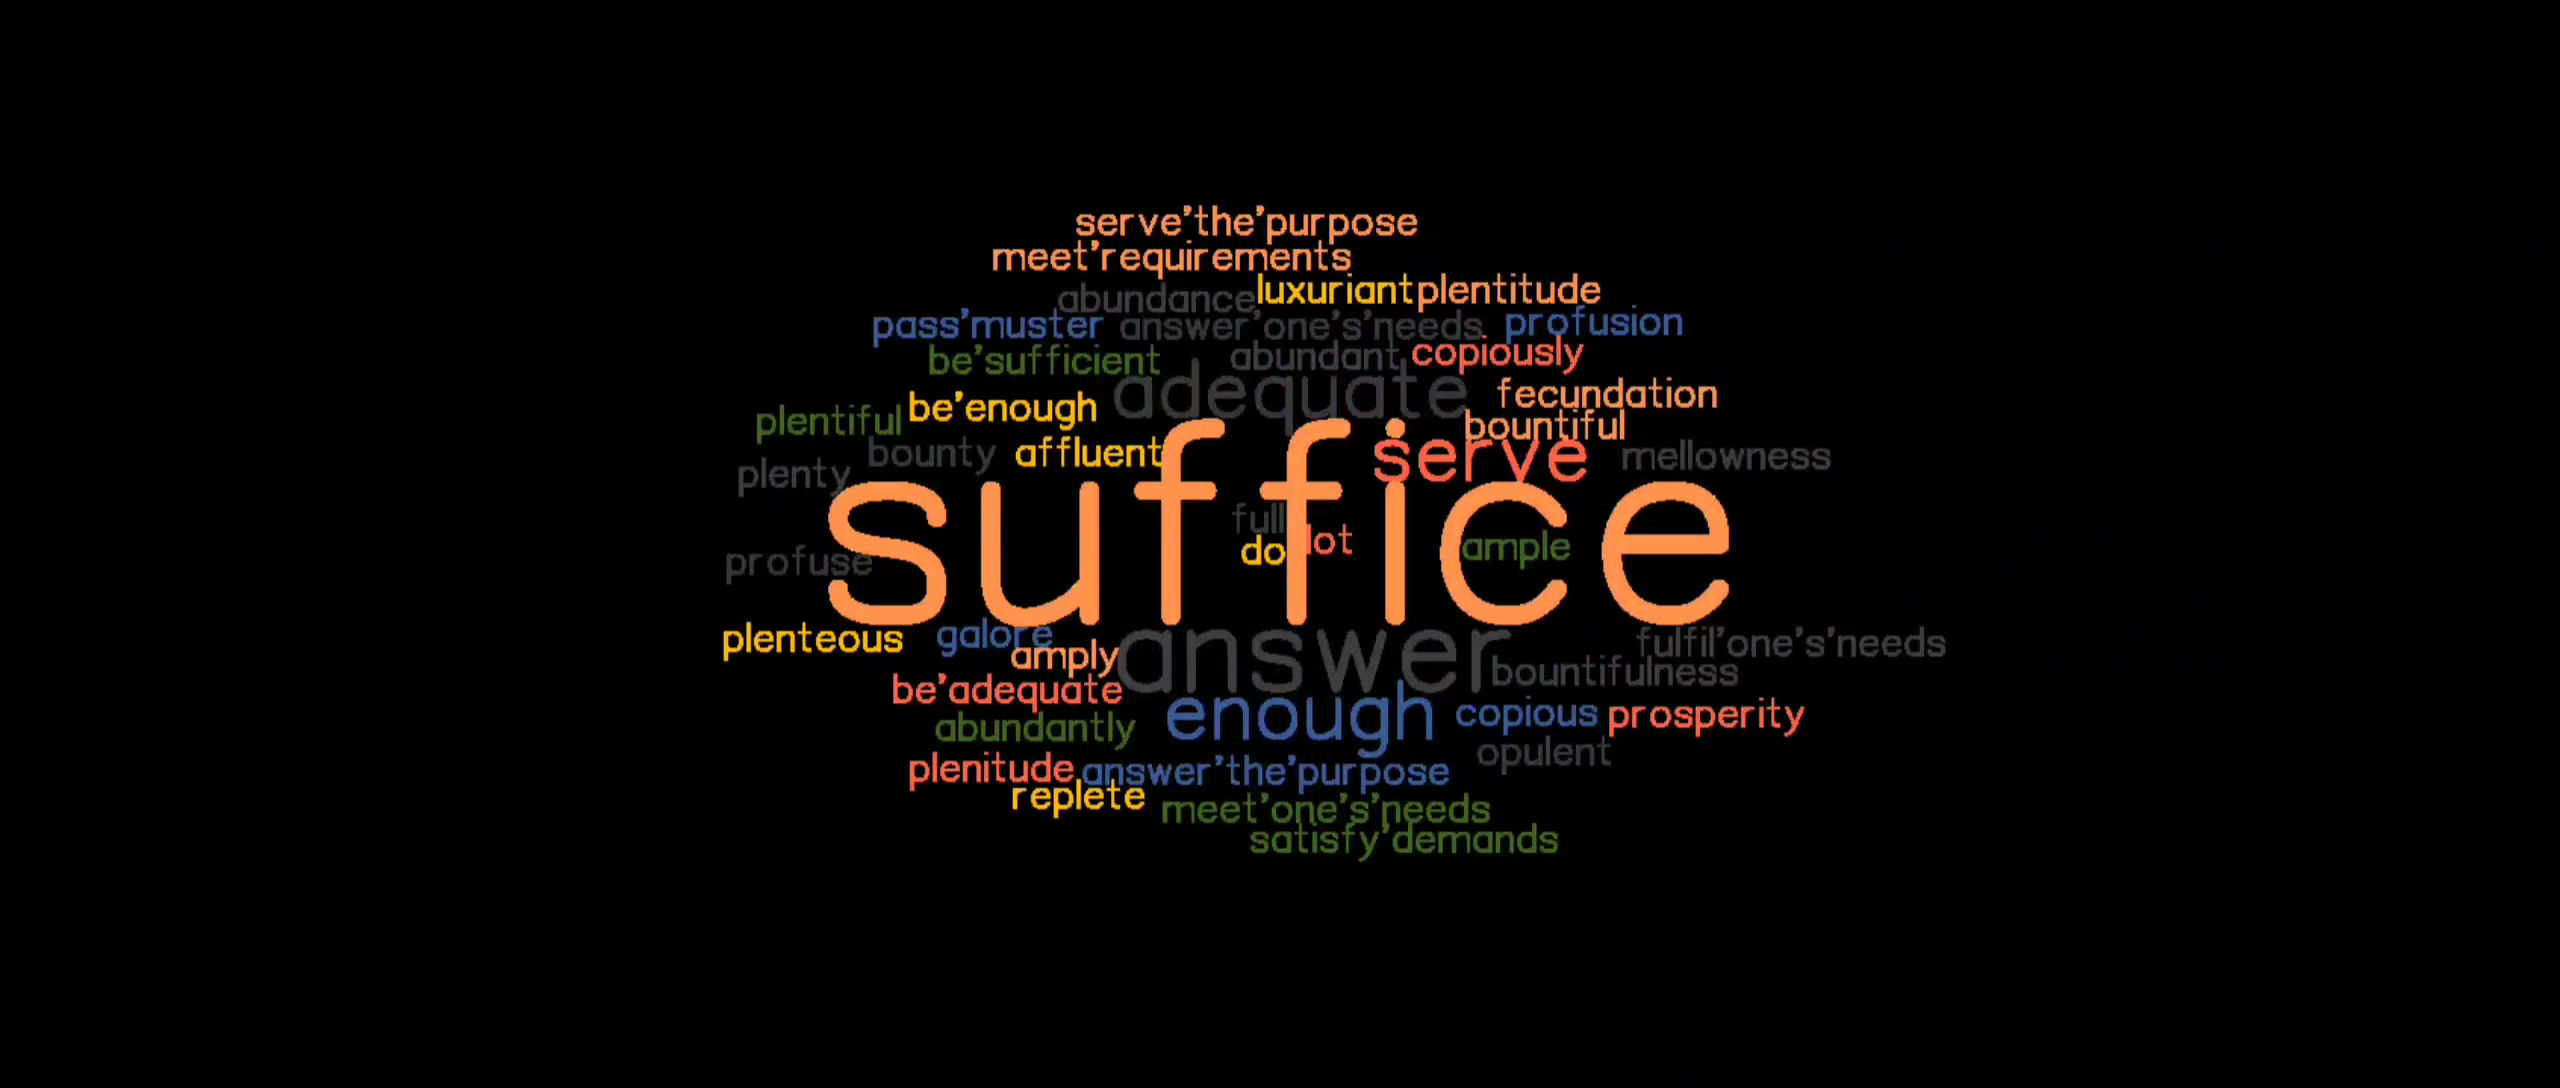 serve'the'purpose
meet'requirements
abundance luxuriant plentitude
pass'muster answer'one's'needs profusion
be'sufficient abundant copiously
adequate fecundation
plentiful be'enough bountiful
bounty affluent serve mellowness
plenty
suffice
full lot
do ample
profuse
plenteous galore fulfil'one's'needs
amply answer bountifulness
be'adequate
abundantly enough copious prosperity
opulent
plenitude answer'the'purpose
replete meet'one's'needs
satisfy'demands